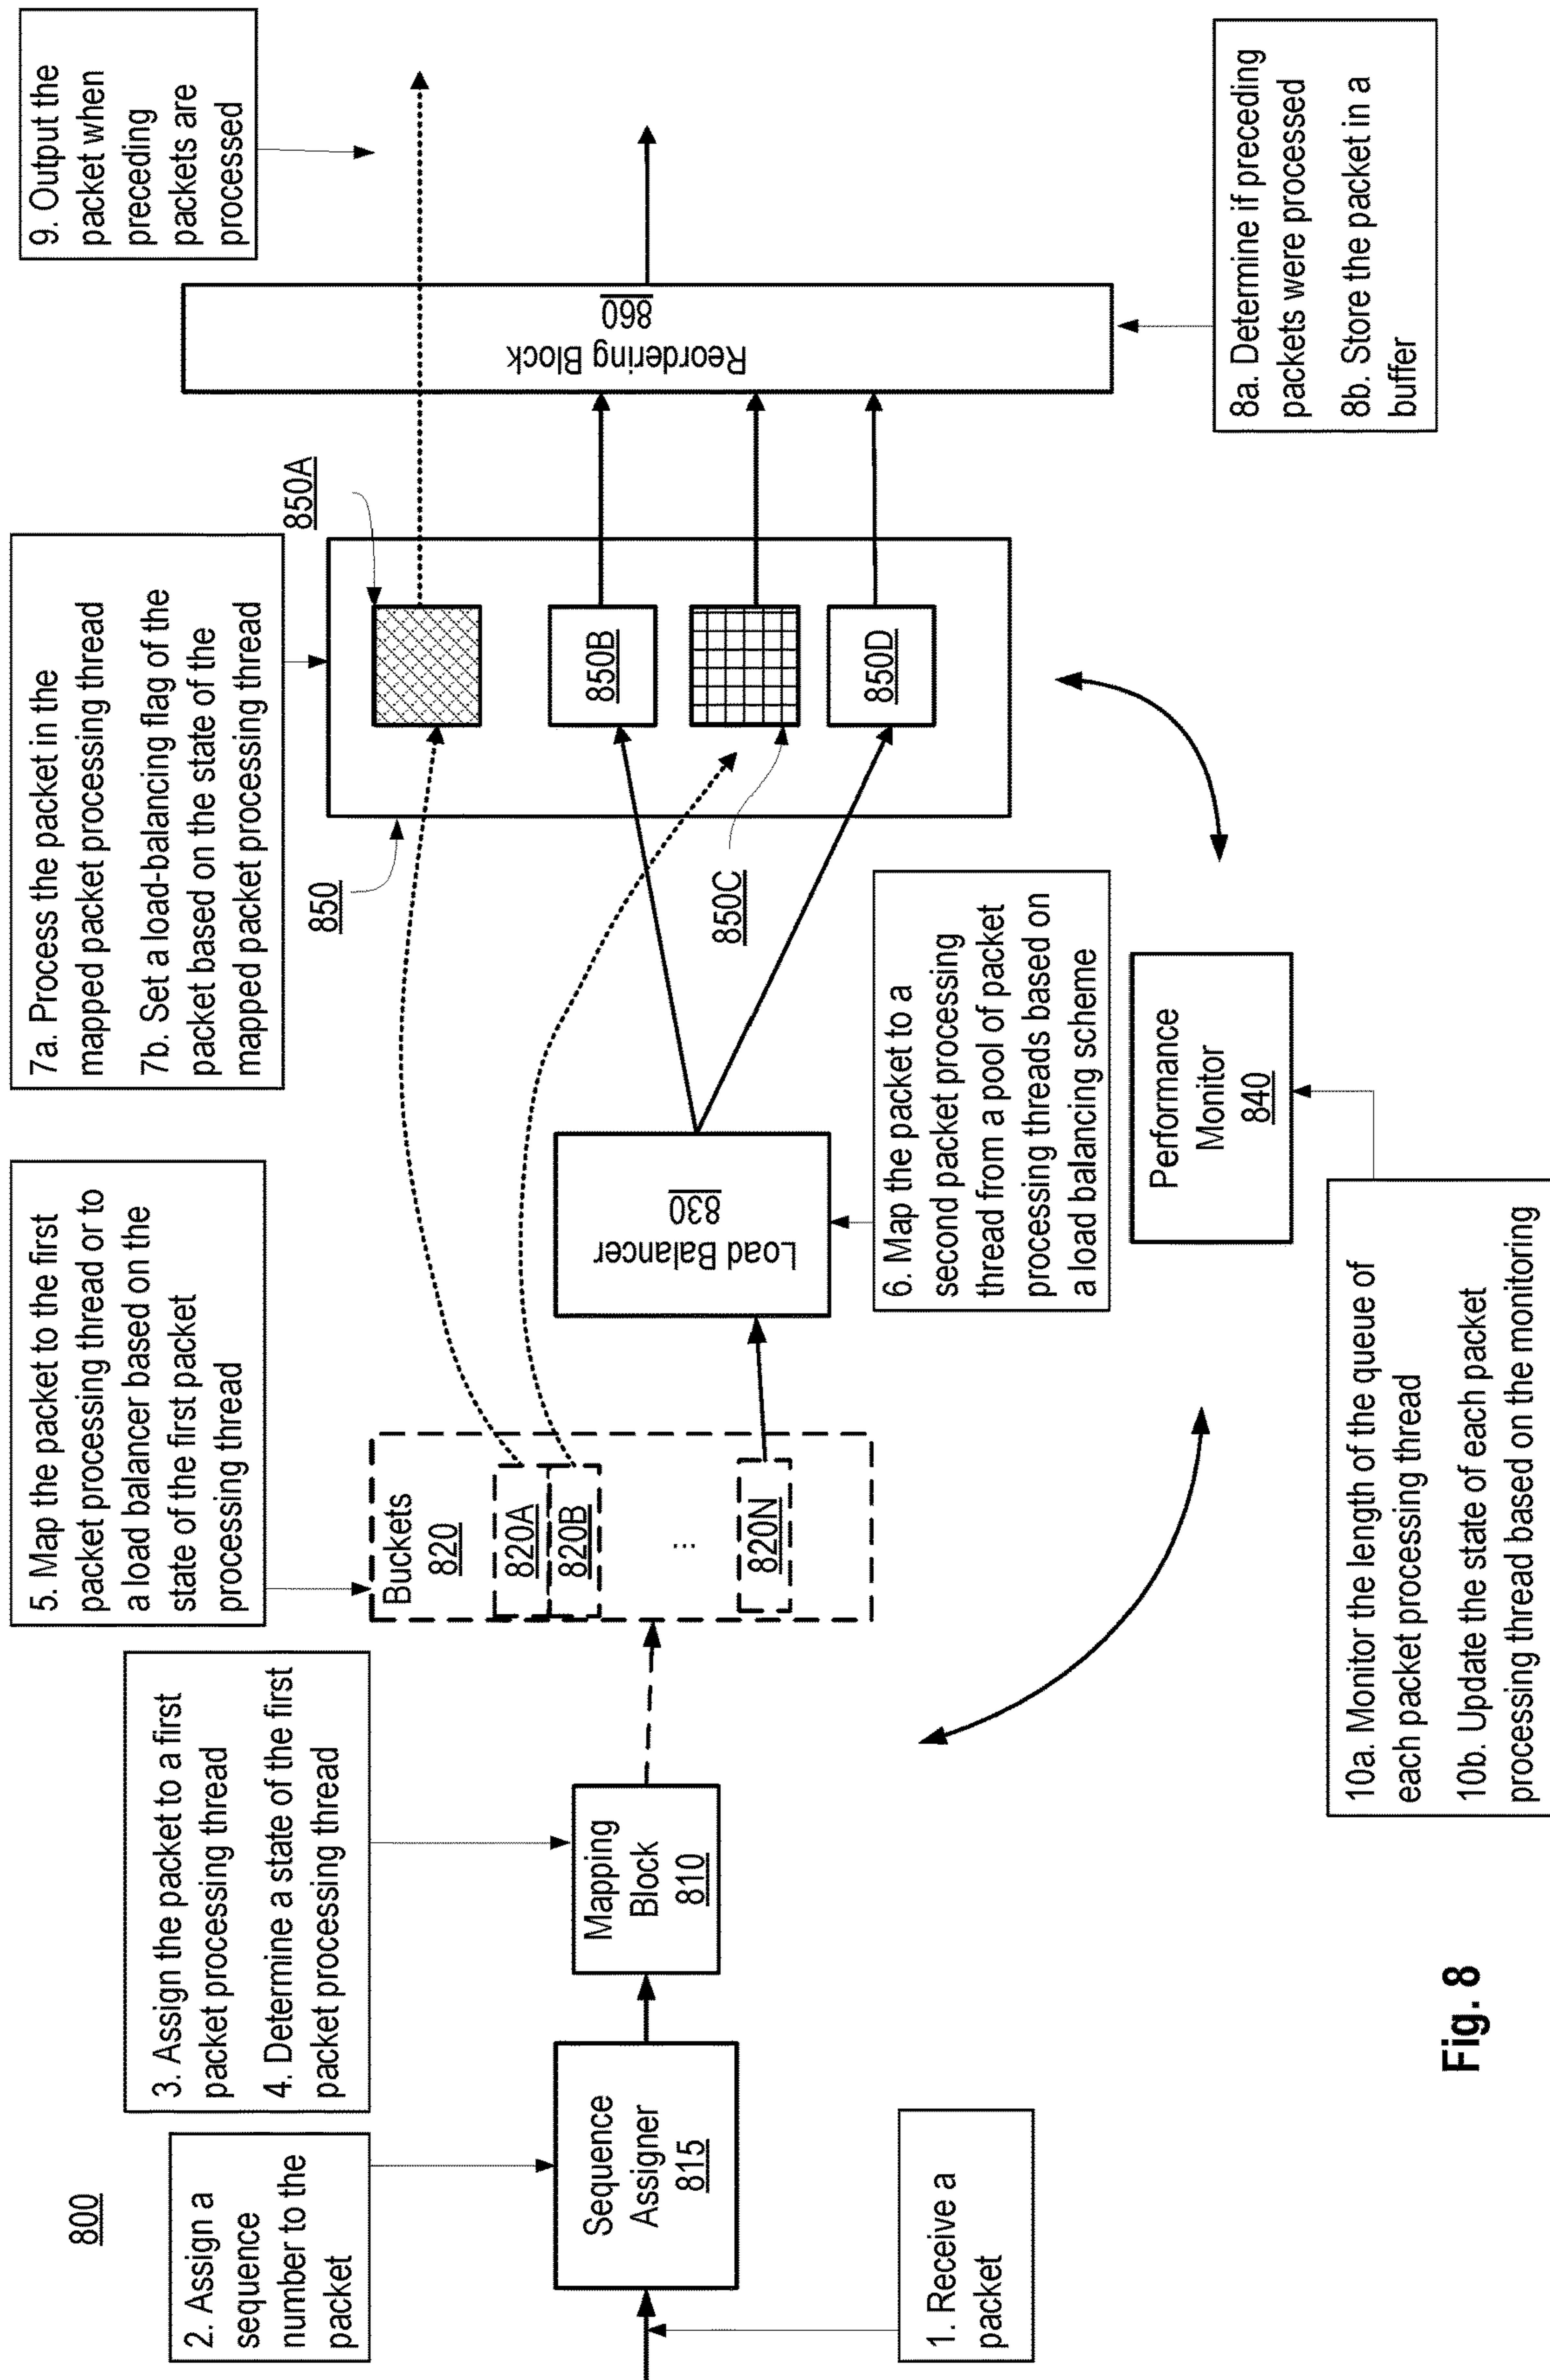 800
1. Receive a
packet
2. Assign a
sequence
number to the
packet
Sequence
Assigner
815
3. Assign the packet to a first
packet processing thread
4. Determine a state of the first
packet processing thread
Mapping
Block
810
5. Map the packet to the first
packet processing thread or to
a load balancer based on the
state of the first packet
processing thread
Buckets
820
820A
820B
...
820N
Load Balancer
830
6. Map the packet to a
second packet processing
thread from a pool of packet
processing threads based on
a load balancing scheme
7a. Process the packet in the
mapped packet processing thread
7b. Set a load-balancing flag of the
packet based on the state of the
mapped packet processing thread
850
850A
850B
850C
850D
Performance
Monitor
840
10a. Monitor the length of the queue of
each packet processing thread
10b. Update the state of each packet
processing thread based on the monitoring
Reordering Block
860
8a. Determine if preceding
packets were processed
8b. Store the packet in a
buffer
9. Output the
packet when
preceding
packets are
processed
Fig. 8